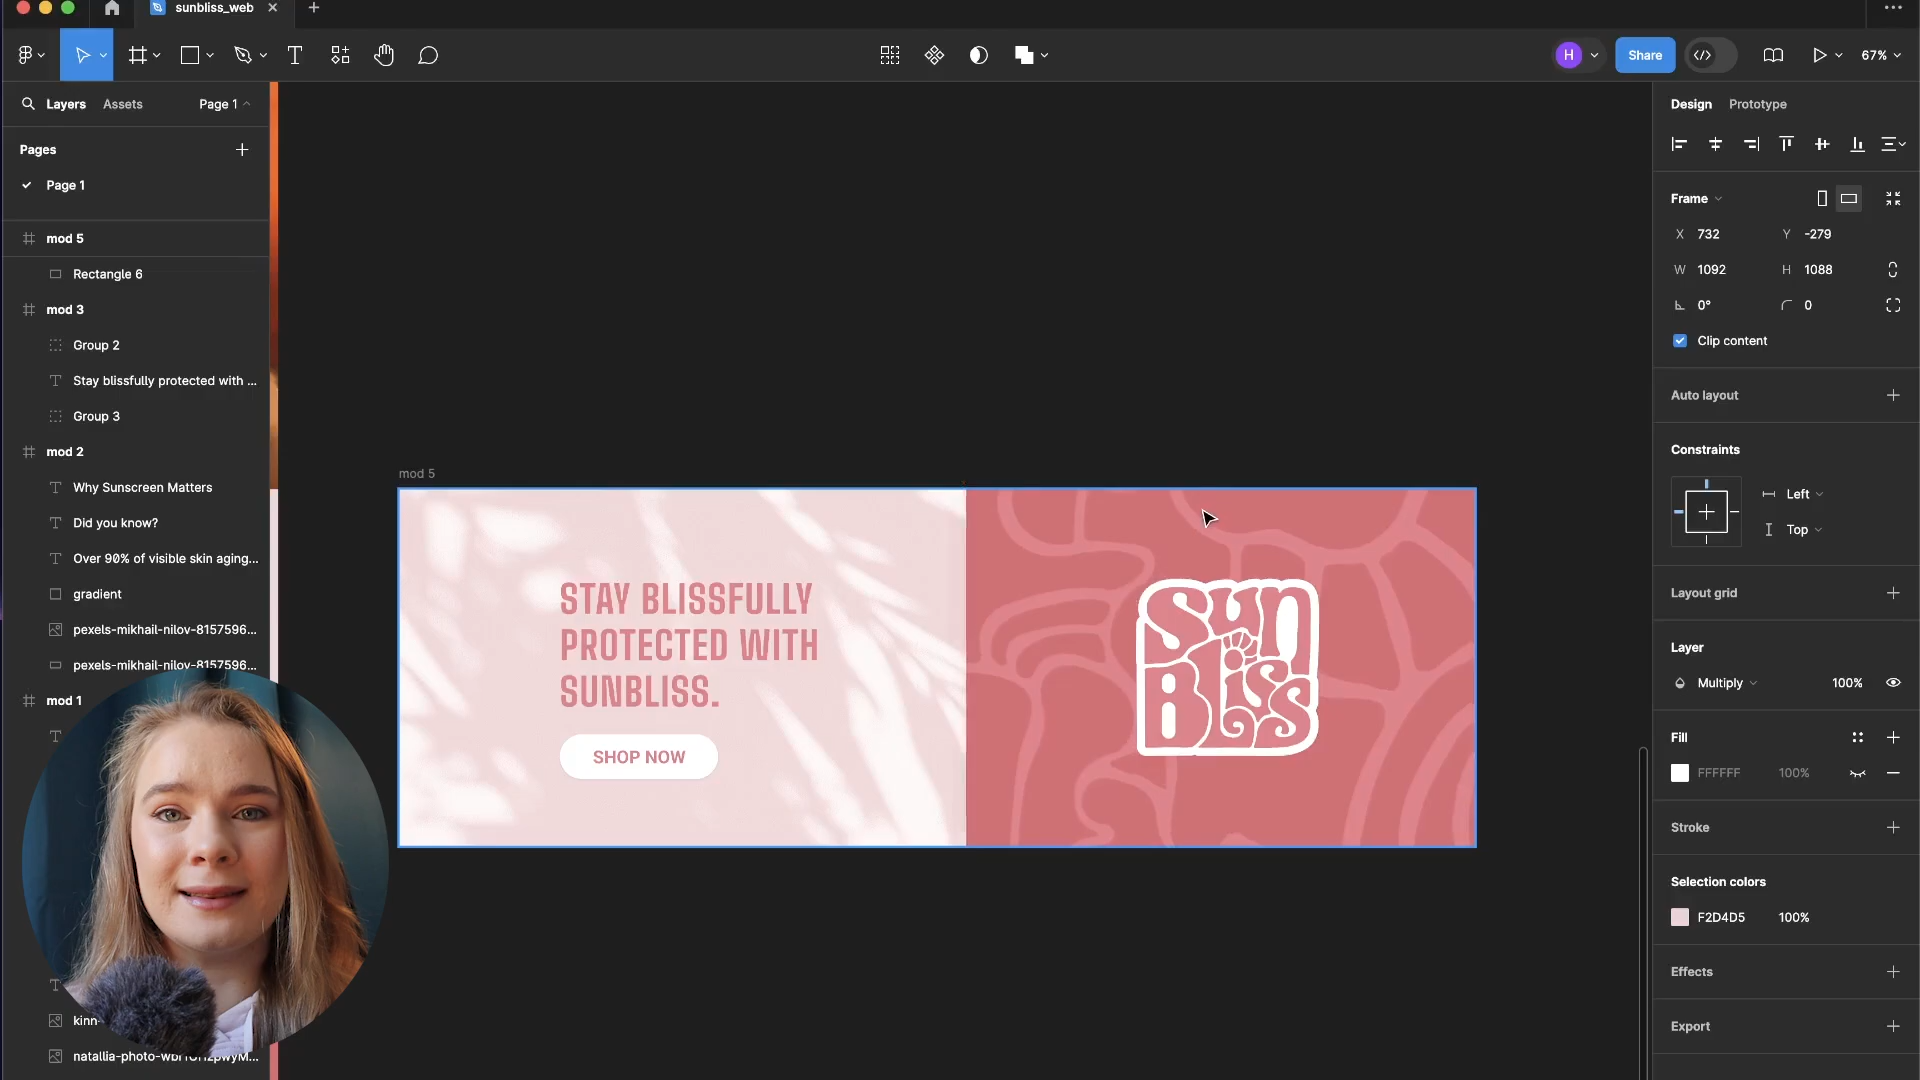 sunbliss_web
H
Share
67%
Layers
Assets
Page 1
Pages
Page 1
mod 5
Rectangle 6
mod 3
Group 2
Stay blissfully protected with ...
Group 3
mod 2
Why Sunscreen Matters
Did you know?
Over 90% of visible skin aging...
gradient
pexels-mikhail-nilov-8157596...
pexels-mikhail-nilov-8157596...
mod 1
kinn-
mod 5
STAY BLISSFULLY
PROTECTED WITH
SUNBLISS.
SHOP NOW
Sun
Bliss
Design
Prototype
Frame
X 732
Y -279
W 1092
H 1088
0°
0
Clip content
Auto layout
Constraints
Left
Top
Layout grid
Layer
Multiply
100%
Fill
FFFFFF
100%
Stroke
Selection colors
F2D4D5
100%
Effects
Export